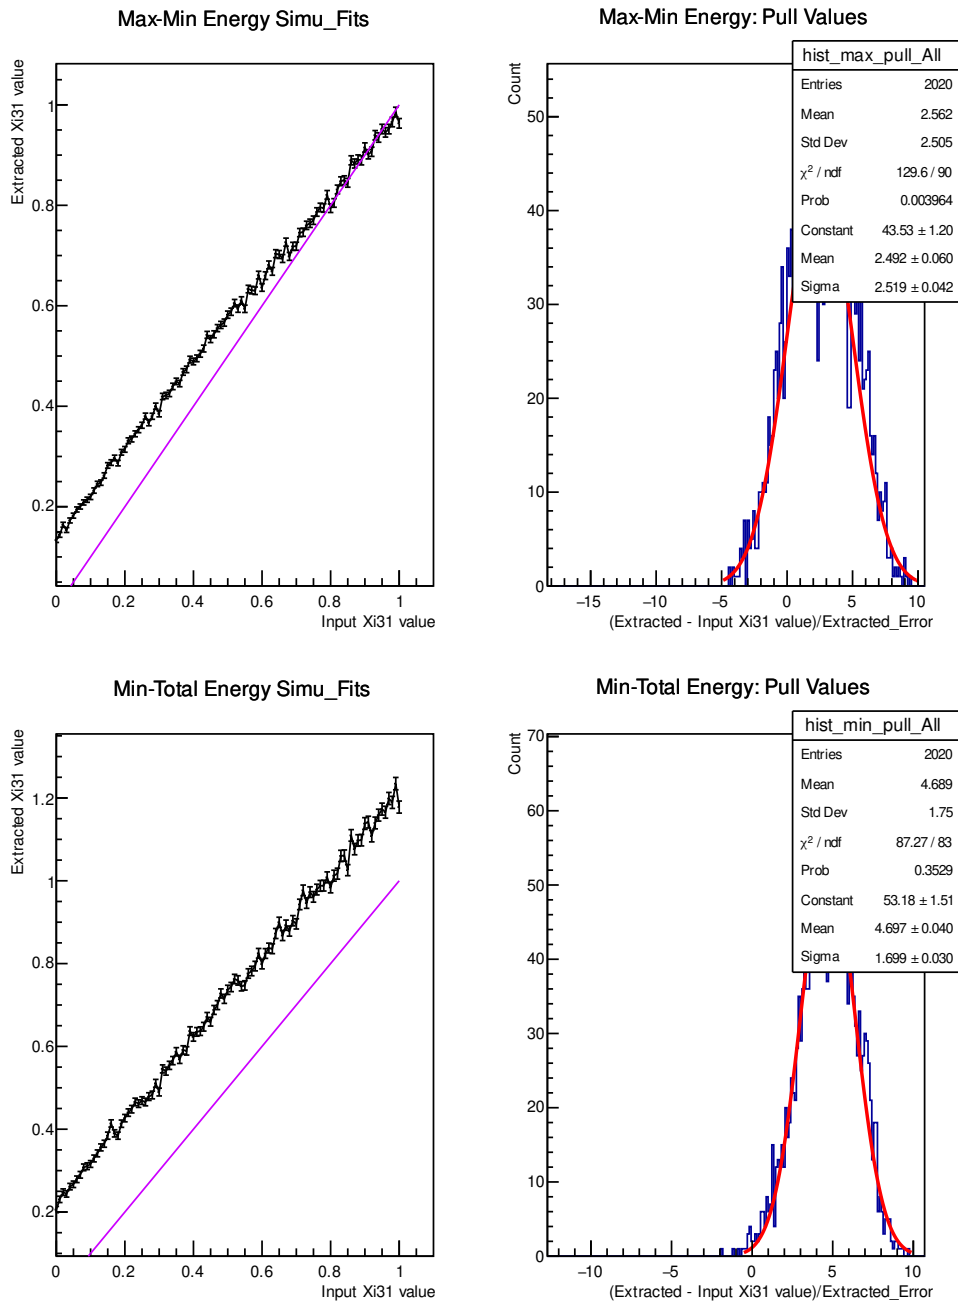 Max-Min Energy Simu_Fits
Extracted Xi31 value
1
0.8
0.6
0.4
0.2
0 0.2 0.4 0.6 0.8 1
Input Xi31 value
Max-Min Energy: Pull Values
Count
50
40
30
20
10
0
−15 −10 −5 0 5 10
(Extracted - Input Xi31 value)/Extracted_Error
hist_max_pull_All
Entries 2020
Mean 2.562
Std Dev 2.505
χ² / ndf 129.6 / 90
Prob 0.003964
Constant 43.53 ± 1.20
Mean 2.492 ± 0.060
Sigma 2.519 ± 0.042
Min-Total Energy Simu_Fits
Extracted Xi31 value
1.2
1
0.8
0.6
0.4
0.2
0 0.2 0.4 0.6 0.8 1
Input Xi31 value
Min-Total Energy: Pull Values
Count
70
60
50
40
30
20
10
0
−10 −5 0 5 10
(Extracted - Input Xi31 value)/Extracted_Error
hist_min_pull_All
Entries 2020
Mean 4.689
Std Dev 1.75
χ² / ndf 87.27 / 83
Prob 0.3529
Constant 53.18 ± 1.51
Mean 4.697 ± 0.040
Sigma 1.699 ± 0.030